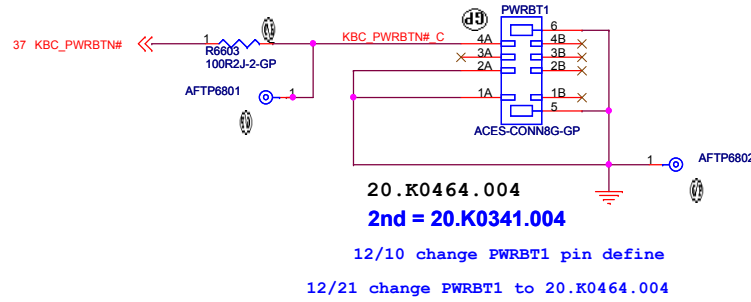 PWRBT1
37 KBC_PWRBTN#
1
2
R6603
100R2J-2-GP
KBC_PWRBTN#_C
GP
6
4A
4B
3A
3B
2A
2B
1A
1B
5
ACES-CONN8G-GP
AFTP6801
1
1
AFTP6802
20.K0464.004
2nd = 20.K0341.004
12/10 change PWRBT1 pin define
12/21 change PWRBT1 to 20.K0464.004